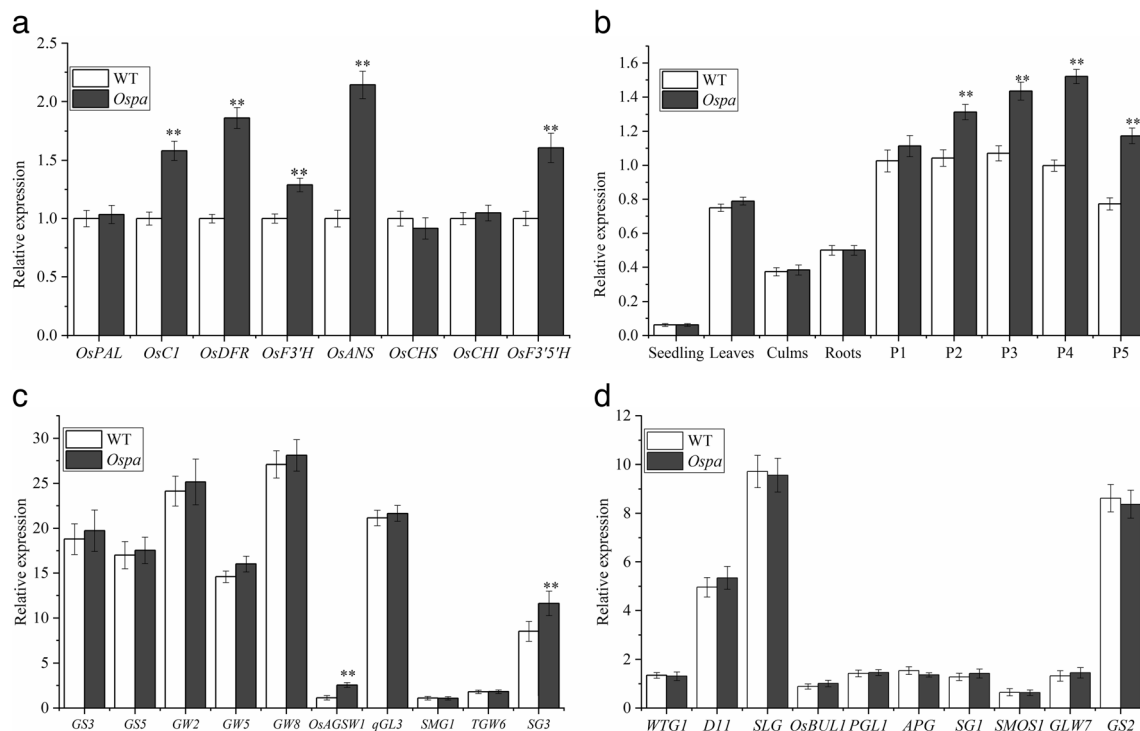 a
2.5
2.0
1.5
1.0
0.5
0.0
Relative expression
WT
Ospa
**
**
**
**
**
OsPAL OsC1 OsDFR OsF3'H OsANS OsCHS OsCHI OsF3'5'H
b
1.6
1.4
1.2
1.0
0.8
0.6
0.4
0.2
0.0
Relative expression
WT
Ospa
**
**
**
**
Seedling Leaves Culms Roots P1 P2 P3 P4 P5
c
30
25
20
15
10
5
0
Relative expression
WT
Ospa
**
**
GS3 GS5 GW2 GW5 GW8 OsAGSW1 qGL3 SMG1 TGW6 SG3
d
12
10
8
6
4
2
0
Relative expression
WT
Ospa
WTG1 D11 SLG OsBUL1 PGL1 APG SG1 SMOS1 GLW7 GS2